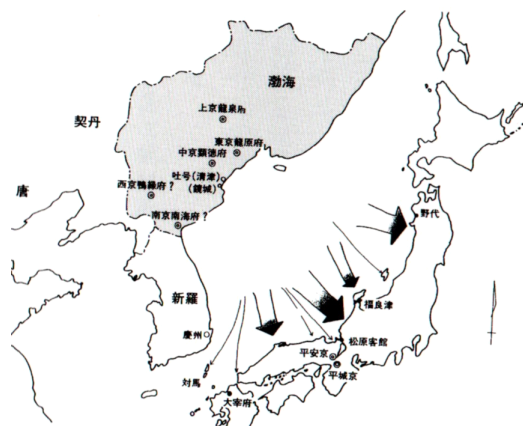 渤海
上京龍泉府
契丹
東京龍原府
中京顕徳府
吐号(清津)
(鏡城)
唐
西京鴨緑府？
南京南海府？
野代
新羅
福良津
慶州
松原客館
平安京
平城京
対馬
大宰府